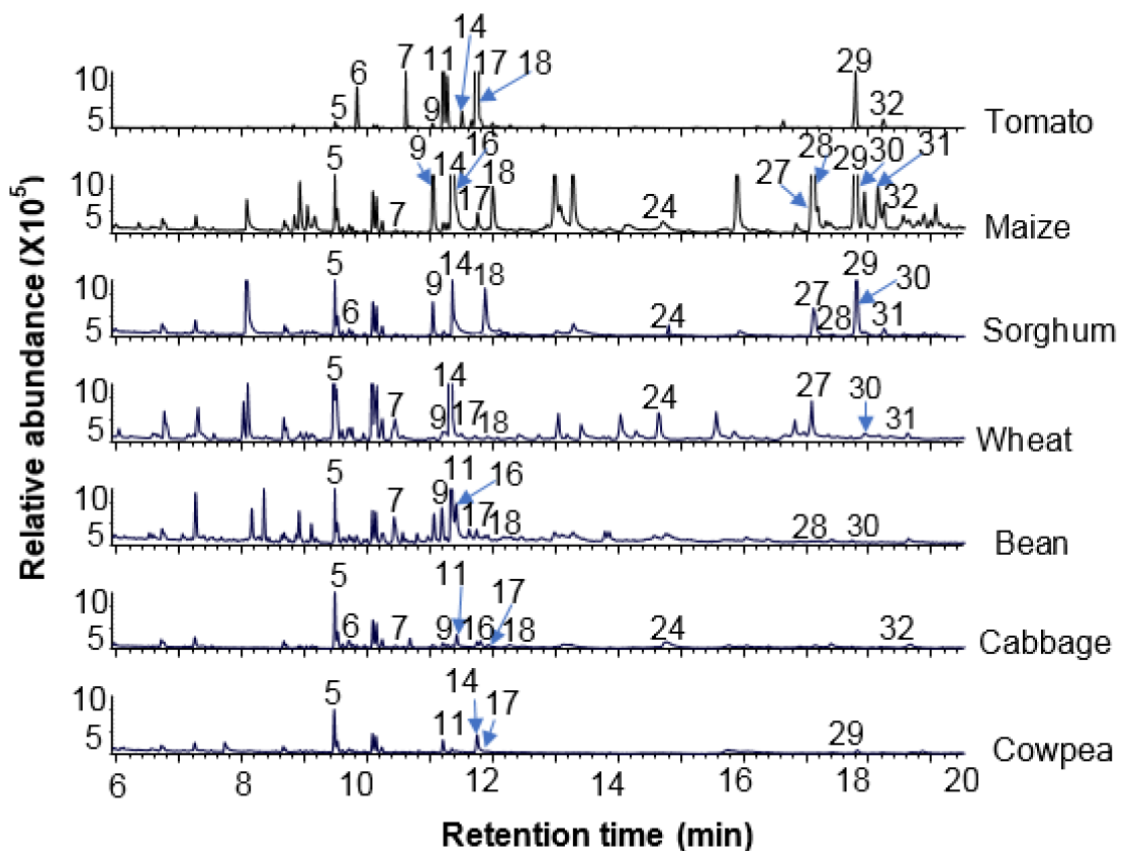 Relative abundance (X10⁵)
14
6 7 11 17 18 29
10
5 9 32
5
Tomato
9 14 16 18 27 28 29 30 31
10 5
5 7 17 24 32
Maize
10 5 14 18 29 30
9 27
5 6 24 28 31
Sorghum
10 5 14 27 30
7 24
5 9 17 18 31
Wheat
10 5 11 16
7 9
5 17 18 28 30
Bean
10 5 11 17
5 6 7 9 16 18 24 32
Cabbage
10 5 14 17
5 11 29
Cowpea
6 8 10 12 14 16 18 20
Retention time (min)